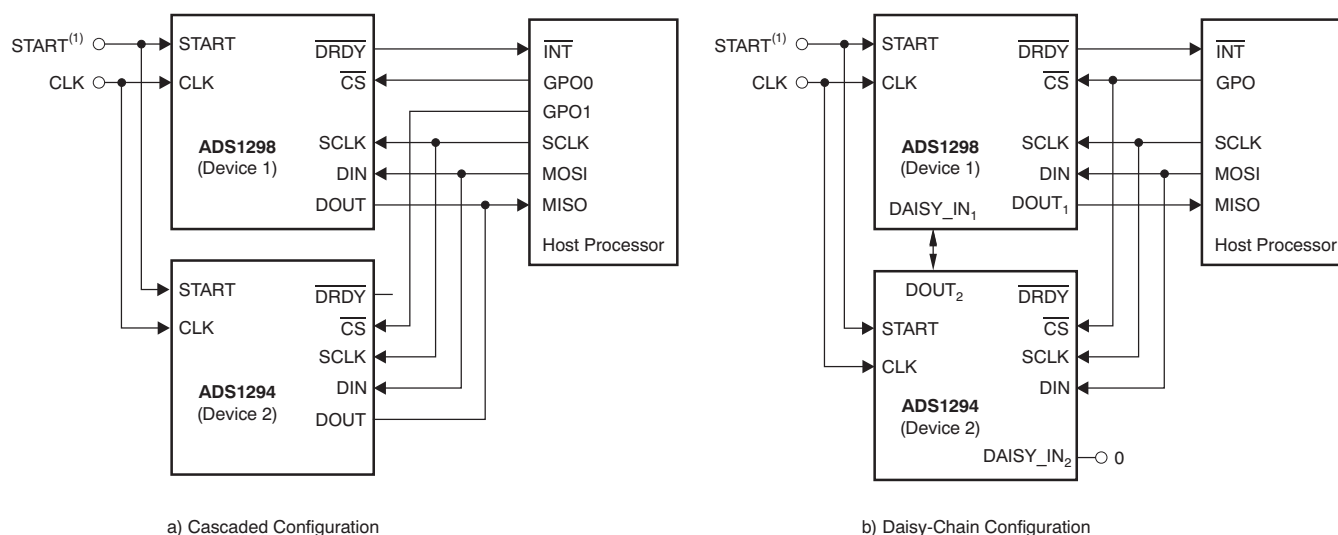 START(1)
CLK
START
CLK
DRDY
CS
SCLK
DIN
DOUT
ADS1298
(Device 1)
INT
GPO0
GPO1
SCLK
MOSI
MISO
Host Processor
START
CLK
DRDY
CS
SCLK
DIN
DOUT
ADS1294
(Device 2)
a) Cascaded Configuration
START(1)
CLK
START
CLK
DRDY
CS
SCLK
DIN
DOUT1
DAISY_IN1
ADS1298
(Device 1)
INT
GPO
SCLK
MOSI
MISO
Host Processor
DOUT2
START
CLK
DRDY
CS
SCLK
DIN
ADS1294
(Device 2)
DAISY_IN2
0
b) Daisy-Chain Configuration